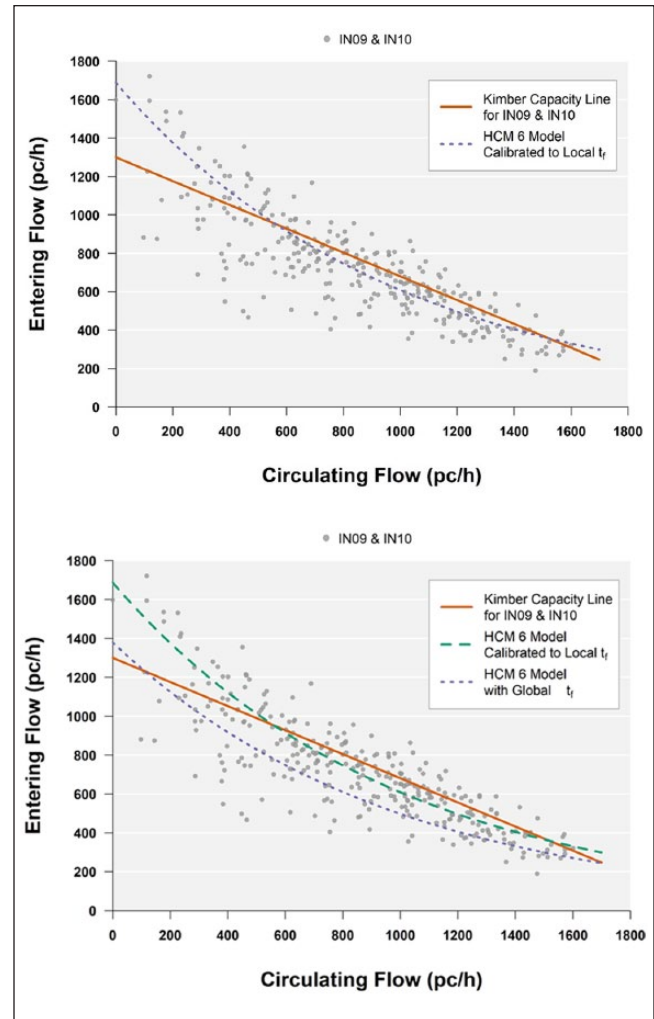 IN09 & IN10
Entering Flow (pc/h)
1800
1600
1400
1200
1000
800
600
400
200
0
Kimber Capacity Line
for IN09 & IN10
HCM 6 Model
Calibrated to Local tf
0 200 400 600 800 1000 1200 1400 1600 1800
Circulating Flow (pc/h)
IN09 & IN10
Entering Flow (pc/h)
1800
1600
1400
1200
1000
800
600
400
200
0
Kimber Capacity Line
for IN09 & IN10
HCM 6 Model
Calibrated to Local tf
HCM 6 Model
with Global tf
0 200 400 600 800 1000 1200 1400 1600 1800
Circulating Flow (pc/h)